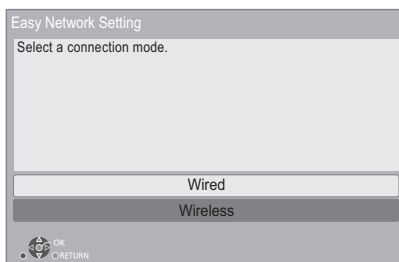 Easy Network Setting
Select a connection mode.
Wired
Wireless
OK
RETURN